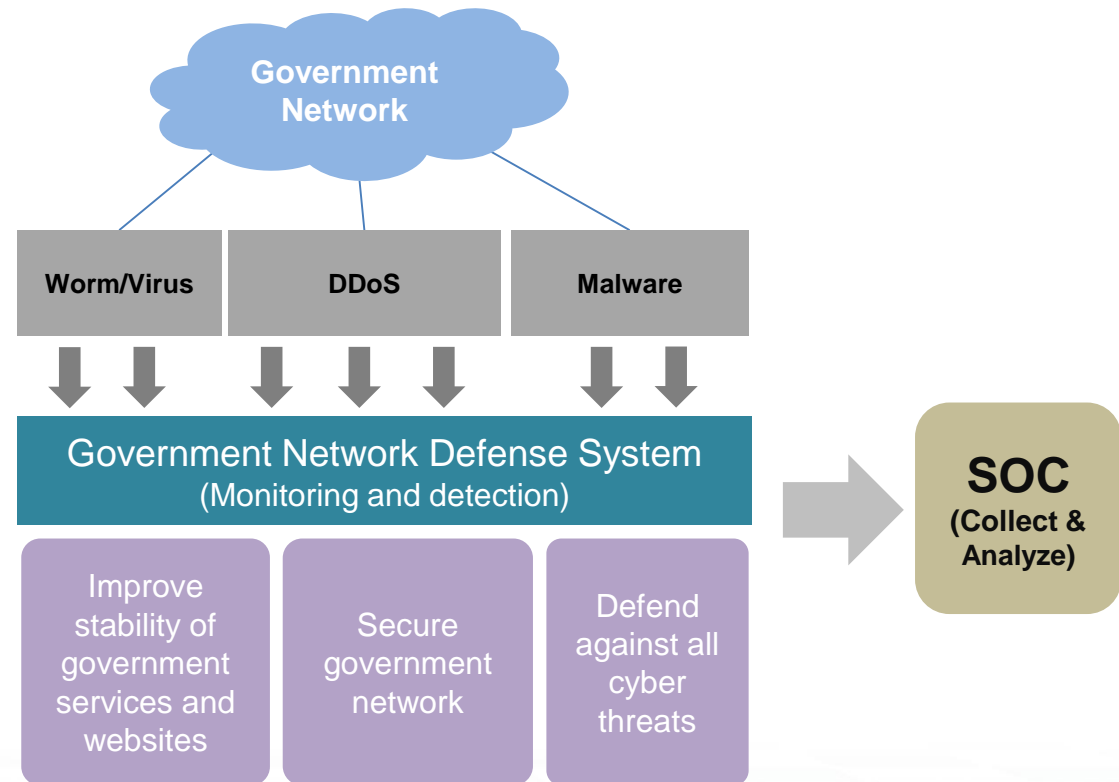 Government
Network
Worm/Virus
DDoS
Malware
Government Network Defense System
(Monitoring and detection)
SOC
(Collect &
Analyze)
Improve
stability of
government
services and
websites
Secure
government
network
Defend
against all
cyber
threats